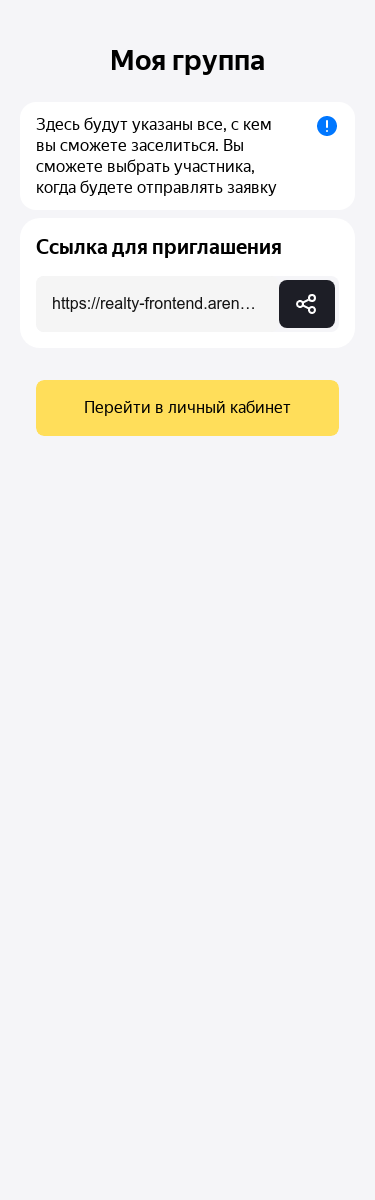 Моя группа
Здесь будут указаны все, с кем
вы сможете заселиться. Вы
сможете выбрать участника,
когда будете отправлять заявку
Ссылка для приглашения
https://realty-frontend.aren…
Перейти в личный кабинет